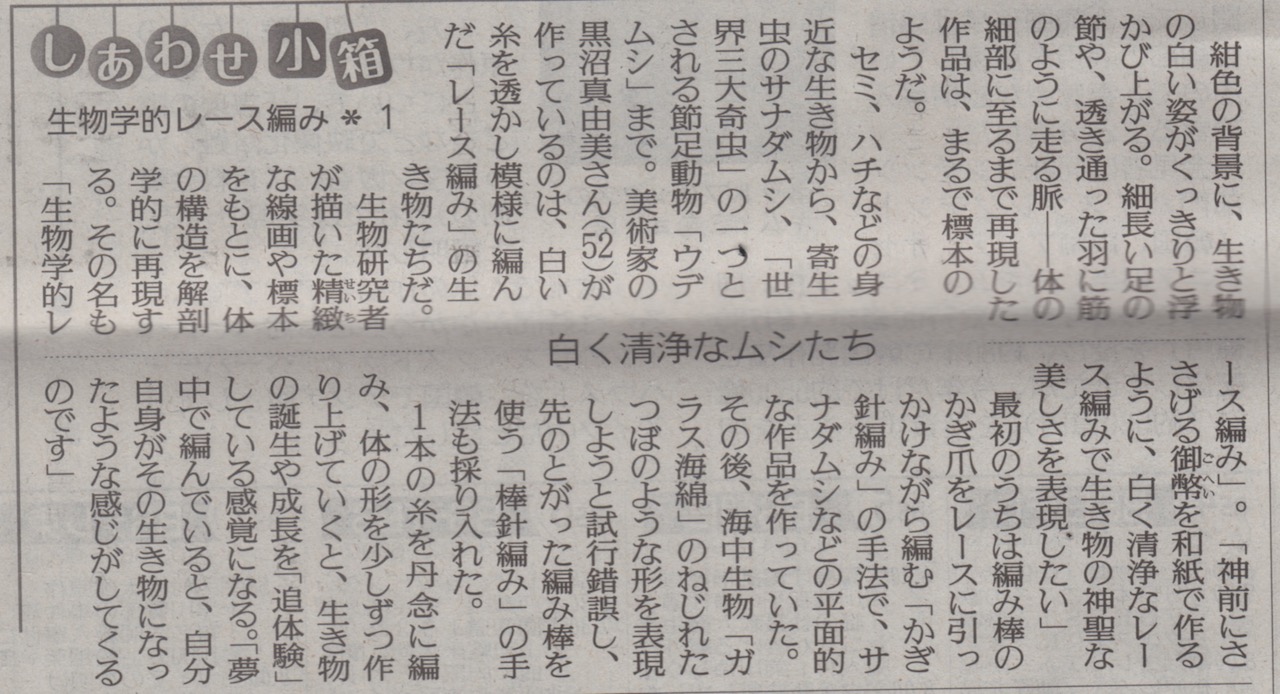 しあわせ小箱
生物学的レース編み＊1
白く清浄なムシたち
紺色の背景に、生き物
の白い姿がくっきりと浮
かび上がる。細長い足の
節や、透き通った羽に筋
のように走る脈――体の
細部に至るまで再現した
作品は、まるで標本の
ようだ。
セミ、ハチなどの身
近な生き物から、寄生
虫のサナダムシ、「世
界三大奇虫」の一つと
される節足動物「ウデ
ムシ」まで。美術家の
黒沼真由美さん(52)が
作っているのは、白い
糸を透かし模様に編ん
だ「レース編み」の生
き物たちだ。
生物研究者
が描いた精緻
せいち
な線画や標本
をもとに、体
の構造を解剖
学的に再現す
る。その名も
「生物学的レ
ース編み」。「神前にさ
さげる御幣を和紙で作る
ごへい
ように、白く清浄なレー
ス編みで生き物の神聖な
美しさを表現したい」
最初のうちは編み棒の
かぎ爪をレースに引っ
かけながら編む「かぎ
針編み」の手法で、サ
ナダムシなどの平面的
な作品を作っていた。
その後、海中生物「ガ
ラス海綿」のねじれた
つぼのような形を表現
しようと試行錯誤し、
先のとがった編み棒を
使う「棒針編み」の手
法も採り入れた。
1本の糸を丹念に編
み、体の形を少しずつ作
り上げていくと、生き物
の誕生や成長を「追体験」
している感覚になる。「夢
中で編んでいると、自分
自身がその生き物になっ
たような感じがしてくる
のです」